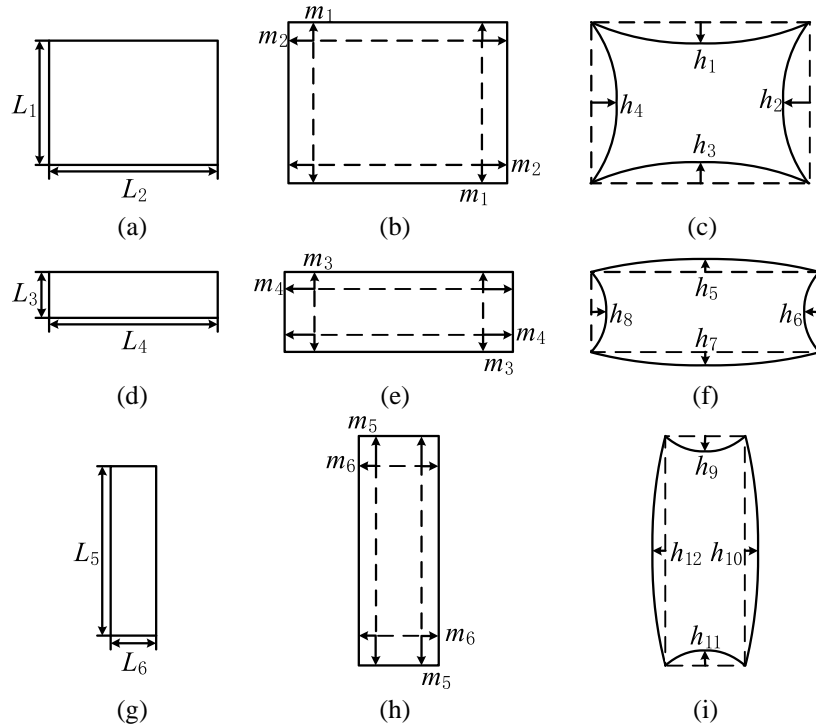 m₁
m₂
L₁
m₂
m₁
L₂
h₁
h₄
h₂
h₃
(a)
(b)
(c)
m₃
L₃
m₄
L₄
m₄
m₃
h₅
h₈
h₆
h₇
(d)
(e)
(f)
m₅
m₆
L₅
m₆
L₆
m₅
h₉
h₁₂
h₁₀
h₁₁
(g)
(h)
(i)